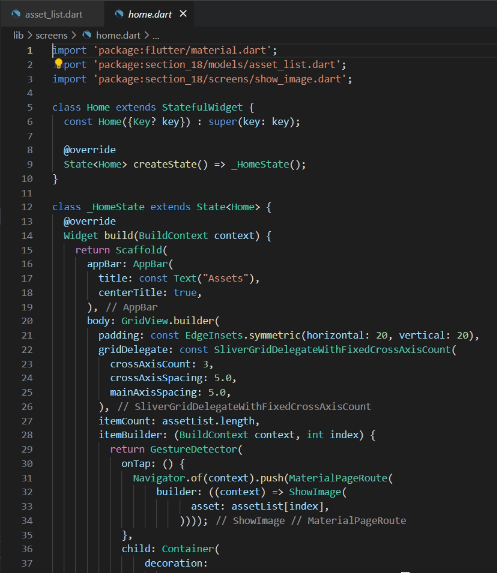 asset_list.dart home.dart
lib > screens > home.dart > ...
1 import 'package:flutter/material.dart';
2 port 'package:section_18/models/asset_list.dart';
3 import 'package:section_18/screens/show_image.dart';
4
5 class Home extends StatefulWidget {
6 const Home({Key? key}) : super(key: key);
7
8 @override
9 State<Home> createState() => _HomeState();
10 }
11
12 class _HomeState extends State<Home> {
13 @override
14 Widget build(BuildContext context) {
15 return Scaffold(
16 appBar: AppBar(
17 title: const Text("Assets"),
18 centerTitle: true,
19 ), // AppBar
20 body: GridView.builder(
21 padding: const EdgeInsets.symmetric(horizontal: 20, vertical: 20),
22 gridDelegate: const SliverGridDelegateWithFixedCrossAxisCount(
23 crossAxisCount: 3,
24 crossAxisSpacing: 5.0,
25 mainAxisSpacing: 5.0,
26 ), // SliverGridDelegateWithFixedCrossAxisCount
27 itemCount: assetList.length,
28 itemBuilder: (BuildContext context, int index) {
29 return GestureDetector(
30 onTap: () {
31 Navigator.of(context).push(MaterialPageRoute(
32 builder: ((context) => ShowImage(
33 asset: assetList[index],
34 )))); // ShowImage // MaterialPageRoute
35 },
36 child: Container(
37 decoration: